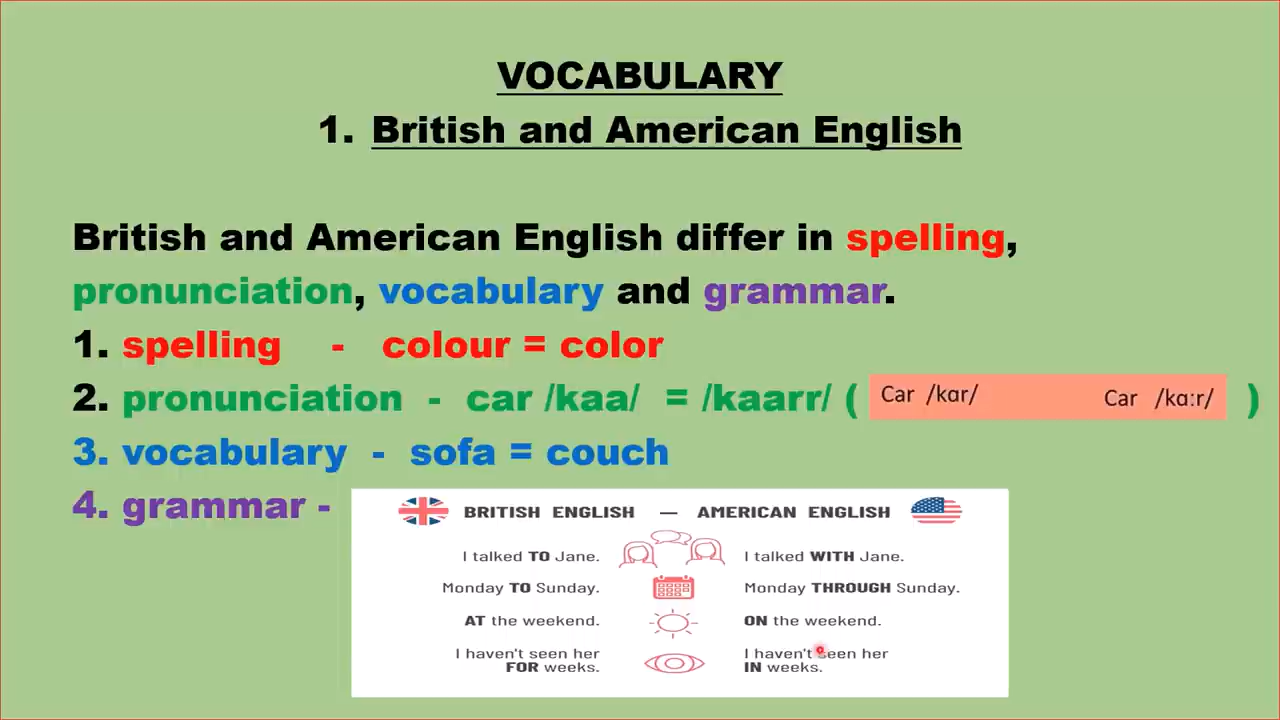 VOCABULARY
1. British and American English
British and American English differ in spelling,
pronunciation, vocabulary and grammar.
1. spelling - colour = color
2. pronunciation - car /kaa/ = /kaarr/ ( Car /kɑr/ Car /kɑːr/ )
3. vocabulary - sofa = couch
4. grammar -
BRITISH ENGLISH — AMERICAN ENGLISH
I talked TO Jane. I talked WITH Jane.
Monday TO Sunday. Monday THROUGH Sunday.
AT the weekend. ON the weekend.
I haven't seen her I haven't seen her
FOR weeks. IN weeks.